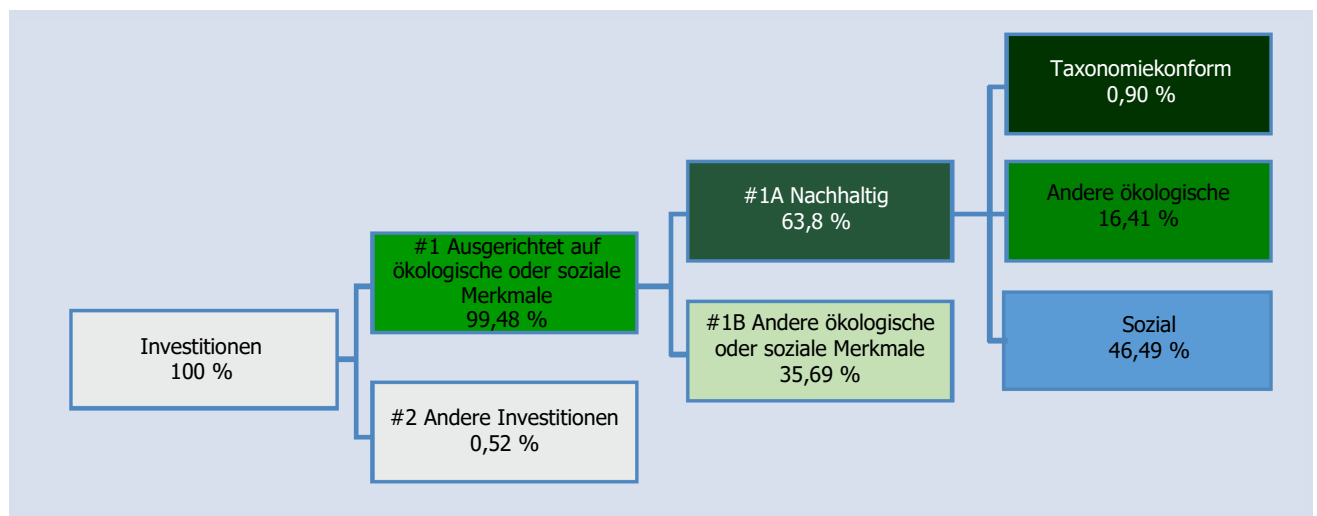 Investitionen
100 %
#1 Ausgerichtet auf
ökologische oder soziale
Merkmale
99,48 %
#2 Andere Investitionen
0,52 %
#1A Nachhaltig
63,8 %
#1B Andere ökologische
oder soziale Merkmale
35,69 %
Taxonomiekonform
0,90 %
Andere ökologische
16,41 %
Sozial
46,49 %